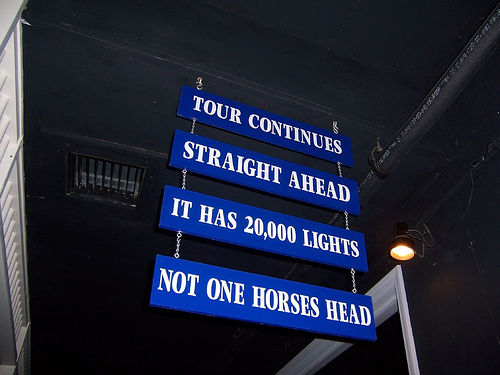 TOUR CONTINUES
STRAIGHT AHEAD
IT HAS 20,000 LIGHTS
NOT ONE HORSES HEAD